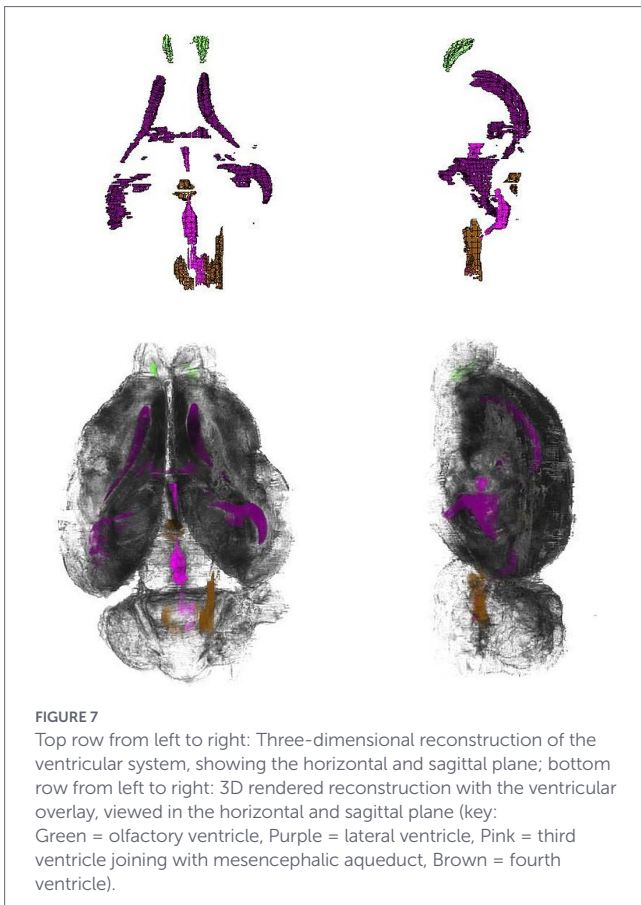 FIGURE 7
Top row from left to right: Three-dimensional reconstruction of the
ventricular system, showing the horizontal and sagittal plane; bottom
row from left to right: 3D rendered reconstruction with the ventricular
overlay, viewed in the horizontal and sagittal plane (key:
Green = olfactory ventricle, Purple = lateral ventricle, Pink = third
ventricle joining with mesencephalic aqueduct, Brown = fourth
ventricle).